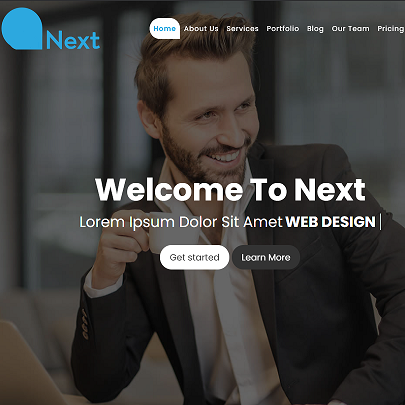 Next
Home About Us Services Portfolio Blog Our Team Pricing
Welcome To Next
Lorem Ipsum Dolor Sit Amet WEB DESIGN
Get started Learn More